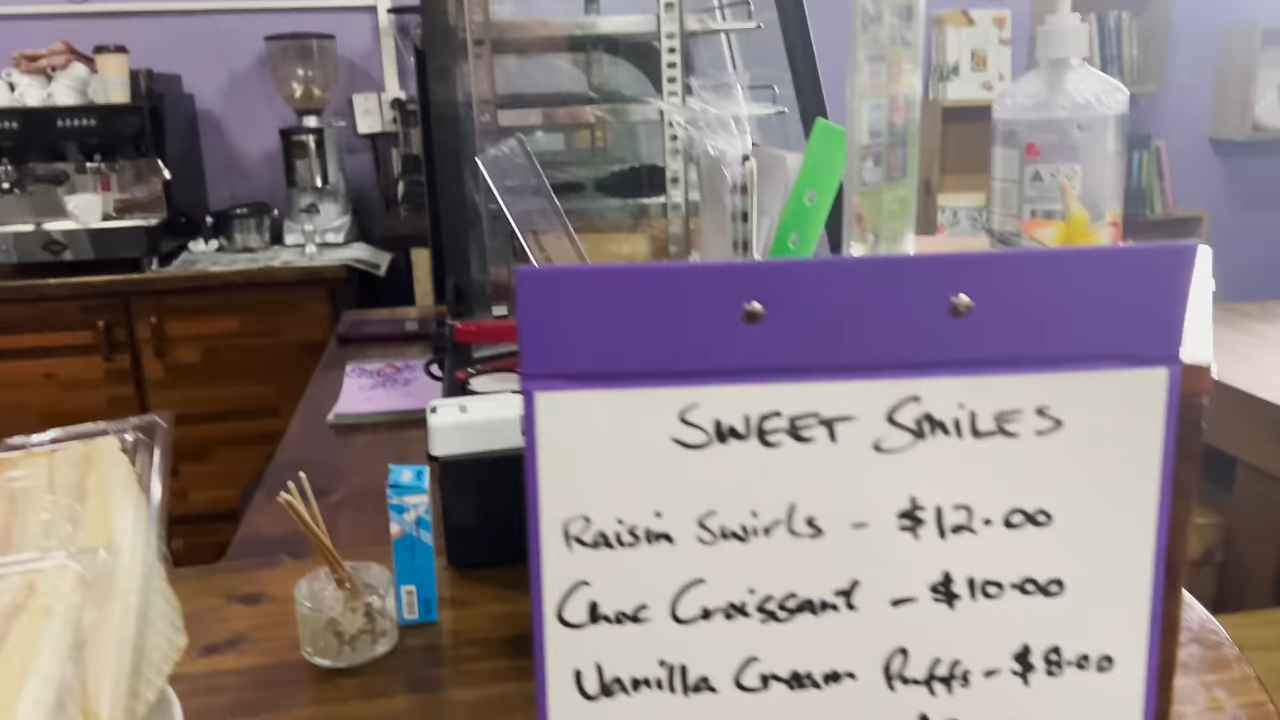 SWEET SMILES
Raisin Swirls - $12.00
Choc Croissant - $10.00
Vanilla Cream Puffs - $8.00